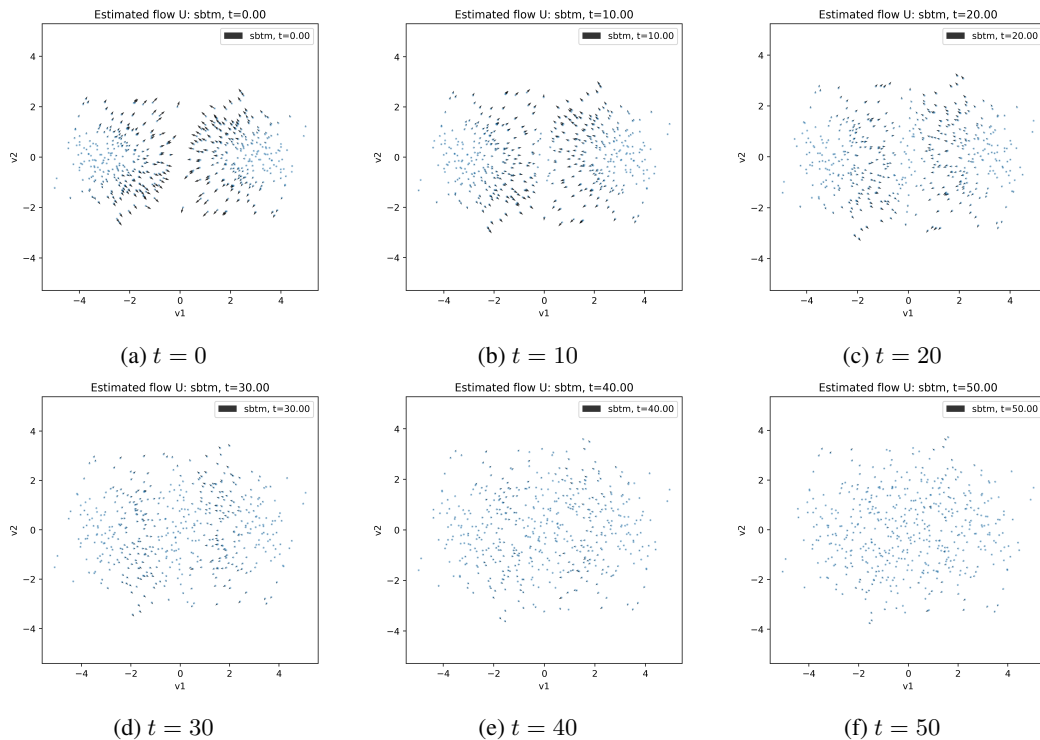 Estimated flow U: sbtm, t=0.00
sbtm, t=0.00
4
2
0
−2
−4
v2
−4 −2 0 2 4
v1
(a) t = 0
Estimated flow U: sbtm, t=10.00
sbtm, t=10.00
4
2
0
−2
−4
v2
−4 −2 0 2 4
v1
(b) t = 10
Estimated flow U: sbtm, t=20.00
sbtm, t=20.00
4
2
0
−2
−4
v2
−4 −2 0 2 4
v1
(c) t = 20
Estimated flow U: sbtm, t=30.00
sbtm, t=30.00
4
2
0
−2
−4
v2
−4 −2 0 2 4
v1
(d) t = 30
Estimated flow U: sbtm, t=40.00
sbtm, t=40.00
4
2
0
−2
−4
v2
−4 −2 0 2 4
v1
(e) t = 40
Estimated flow U: sbtm, t=50.00
sbtm, t=50.00
4
2
0
−2
−4
v2
−4 −2 0 2 4
v1
(f) t = 50